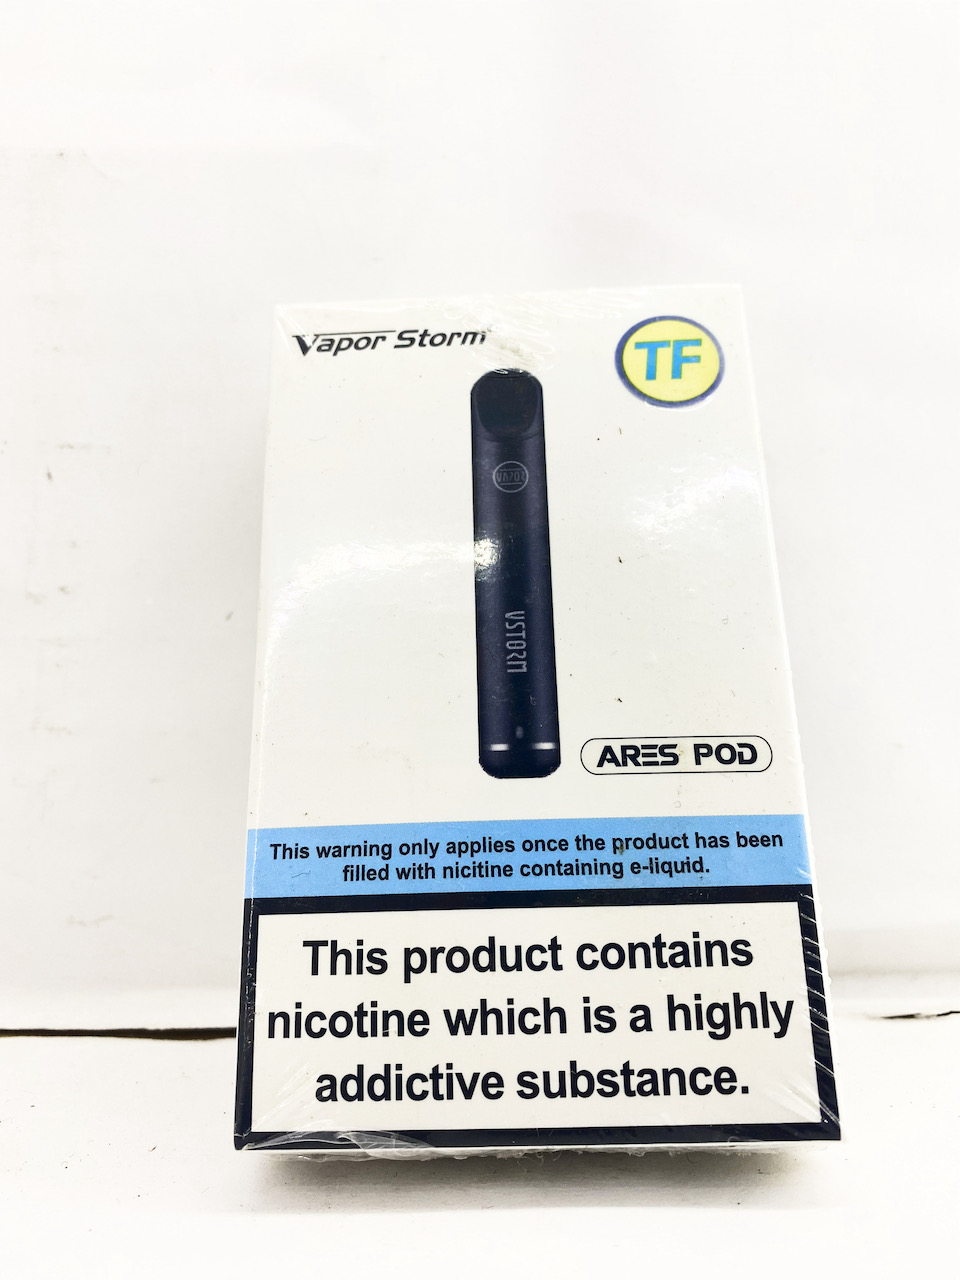 Vapor Storm
TF
VSTORM
ARES POD
This warning only applies once the product has been
filled with nicitine containing e-liquid.
This product contains
nicotine which is a highly
addictive substance.